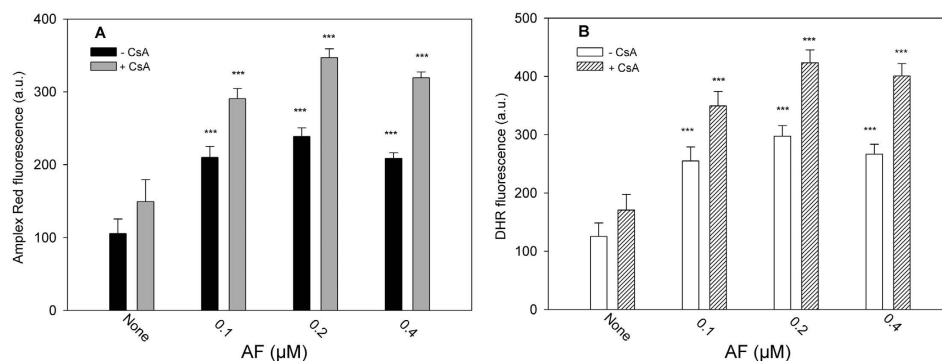 A
- CsA
+ CsA
Amplex Red fluorescence (a.u.)
400
300
200
100
0
***
***
***
***
***
***
None
0.1
0.2
0.4
AF (µM)
B
- CsA
+ CsA
DHR fluorescence (a.u.)
500
400
300
200
100
0
***
***
***
***
***
***
None
0.1
0.2
0.4
AF (µM)